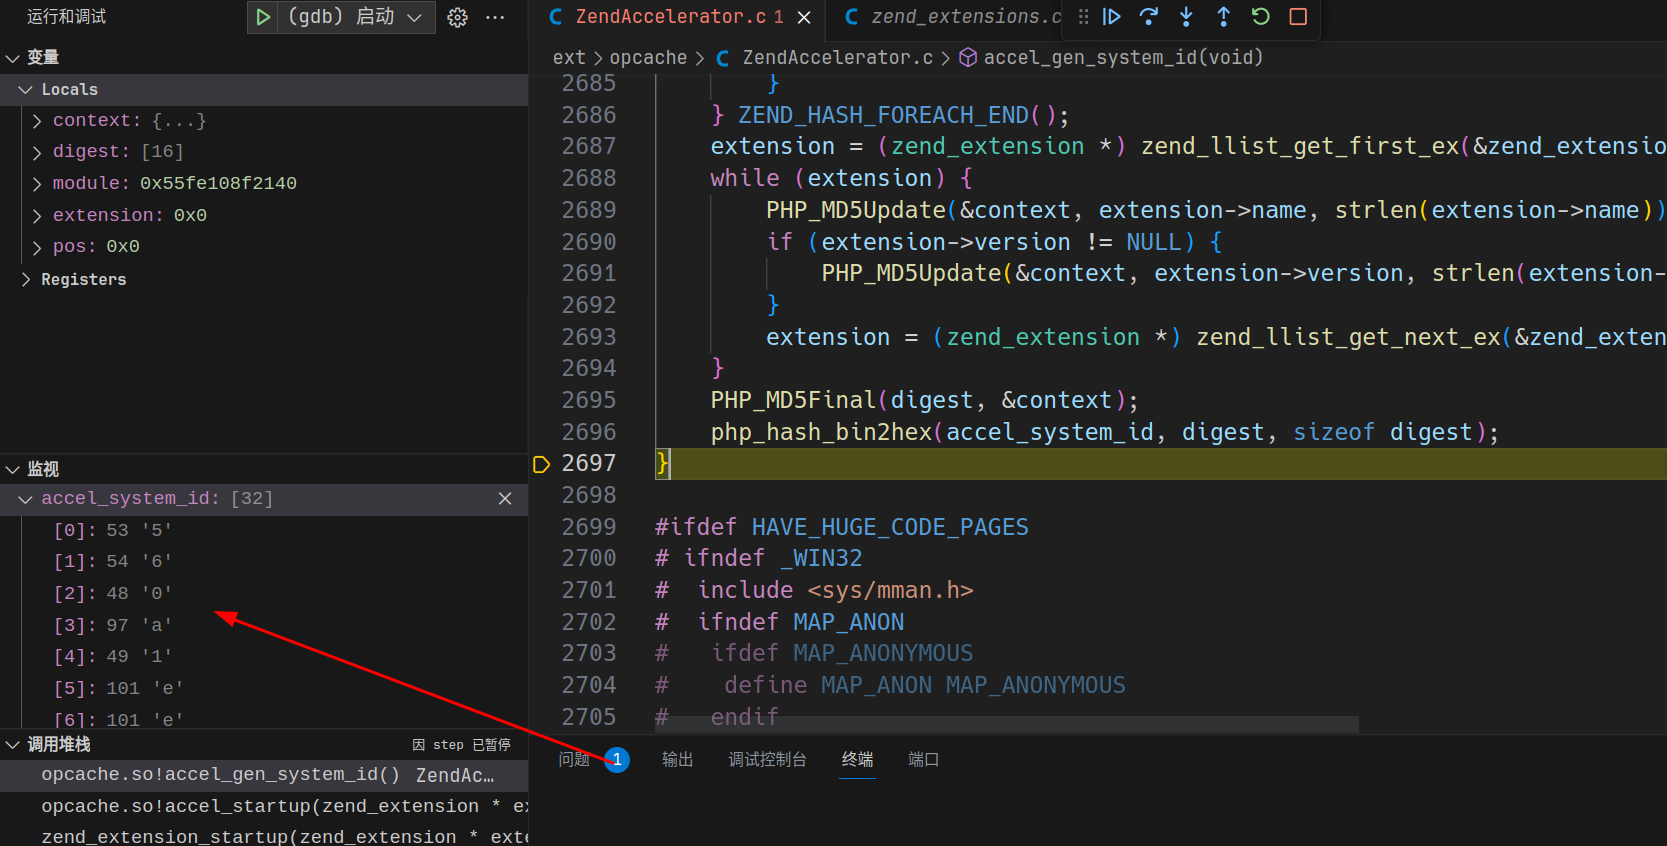 运行和调试
(gdb) 启动
变量
Locals
context: {...}
digest: [16]
module: 0x55fe108f2140
extension: 0x0
pos: 0x0
Registers
监视
accel_system_id: [32]
[0]: 53 '5'
[1]: 54 '6'
[2]: 48 '0'
[3]: 97 'a'
[4]: 49 '1'
[5]: 101 'e'
[6]: 101 'e'
调用堆栈
因 step 已暂停
opcache.so!accel_gen_system_id() ZendAc…
opcache.so!accel_startup(zend_extension * ex
zend_extension_startup(zend_extension * exte
ZendAccelerator.c 1
zend_extensions.c
ext > opcache > ZendAccelerator.c > accel_gen_system_id(void)
2685 }
2686 } ZEND_HASH_FOREACH_END();
2687 extension = (zend_extension *) zend_llist_get_first_ex(&zend_extensio
2688 while (extension) {
2689 PHP_MD5Update(&context, extension->name, strlen(extension->name))
2690 if (extension->version != NULL) {
2691 PHP_MD5Update(&context, extension->version, strlen(extension-
2692 }
2693 extension = (zend_extension *) zend_llist_get_next_ex(&zend_exten
2694 }
2695 PHP_MD5Final(digest, &context);
2696 php_hash_bin2hex(accel_system_id, digest, sizeof digest);
2697 }
2698
2699 #ifdef HAVE_HUGE_CODE_PAGES
2700 # ifndef _WIN32
2701 #  include <sys/mman.h>
2702 #  ifndef MAP_ANON
2703 #   ifdef MAP_ANONYMOUS
2704 #    define MAP_ANON MAP_ANONYMOUS
2705 #   endif
问题 1 输出 调试控制台 终端 端口